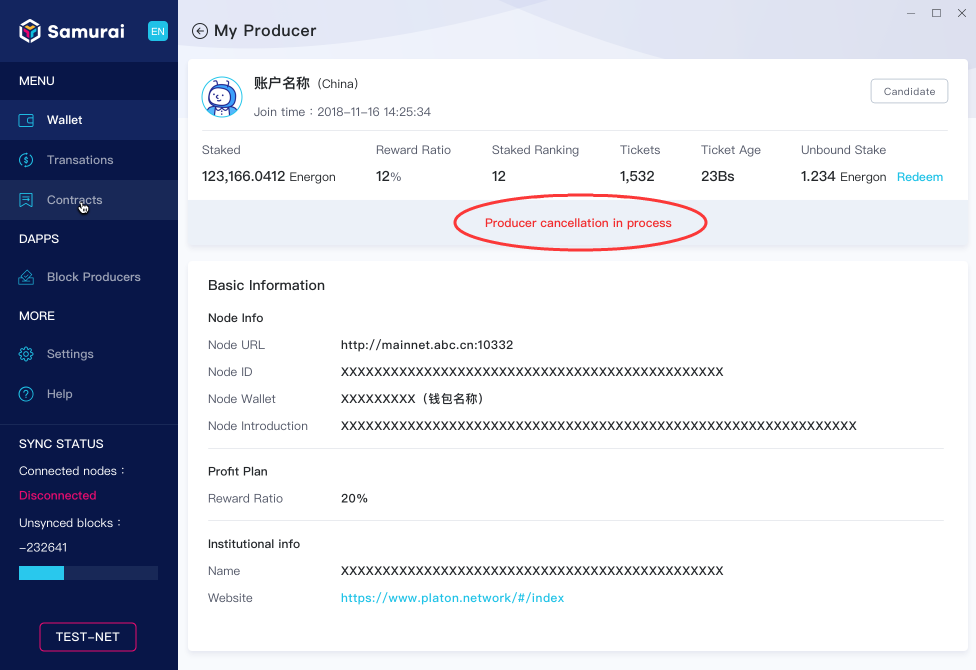 Samurai EN
MENU
Wallet
Transations
Contracts
DAPPS
Block Producers
MORE
Settings
Help
SYNC STATUS
Connected nodes：
Disconnected
Unsynced blocks：
-232641
TEST-NET
My Producer
账户名称（China）
Join time：2018-11-16 14:25:34
Candidate
Staked Reward Ratio Staked Ranking Tickets Ticket Age Unbound Stake
123,166.0412 Energon 12% 12 1,532 23Bs 1.234 Energon Redeem
Producer cancellation in process
Basic Information
Node Info
Node URL http://mainnet.abc.cn:10332
Node ID XXXXXXXXXXXXXXXXXXXXXXXXXXXXXXXXXXXXXXXXXXXXXX
Node Wallet XXXXXXXXX（钱包名称）
Node Introduction XXXXXXXXXXXXXXXXXXXXXXXXXXXXXXXXXXXXXXXXXXXXXXXXXXXXXXXXXXXXXX
Profit Plan
Reward Ratio 20%
Institutional info
Name XXXXXXXXXXXXXXXXXXXXXXXXXXXXXXXXXXXXXXXXXXXXXX
Website https://www.platon.network/#/index